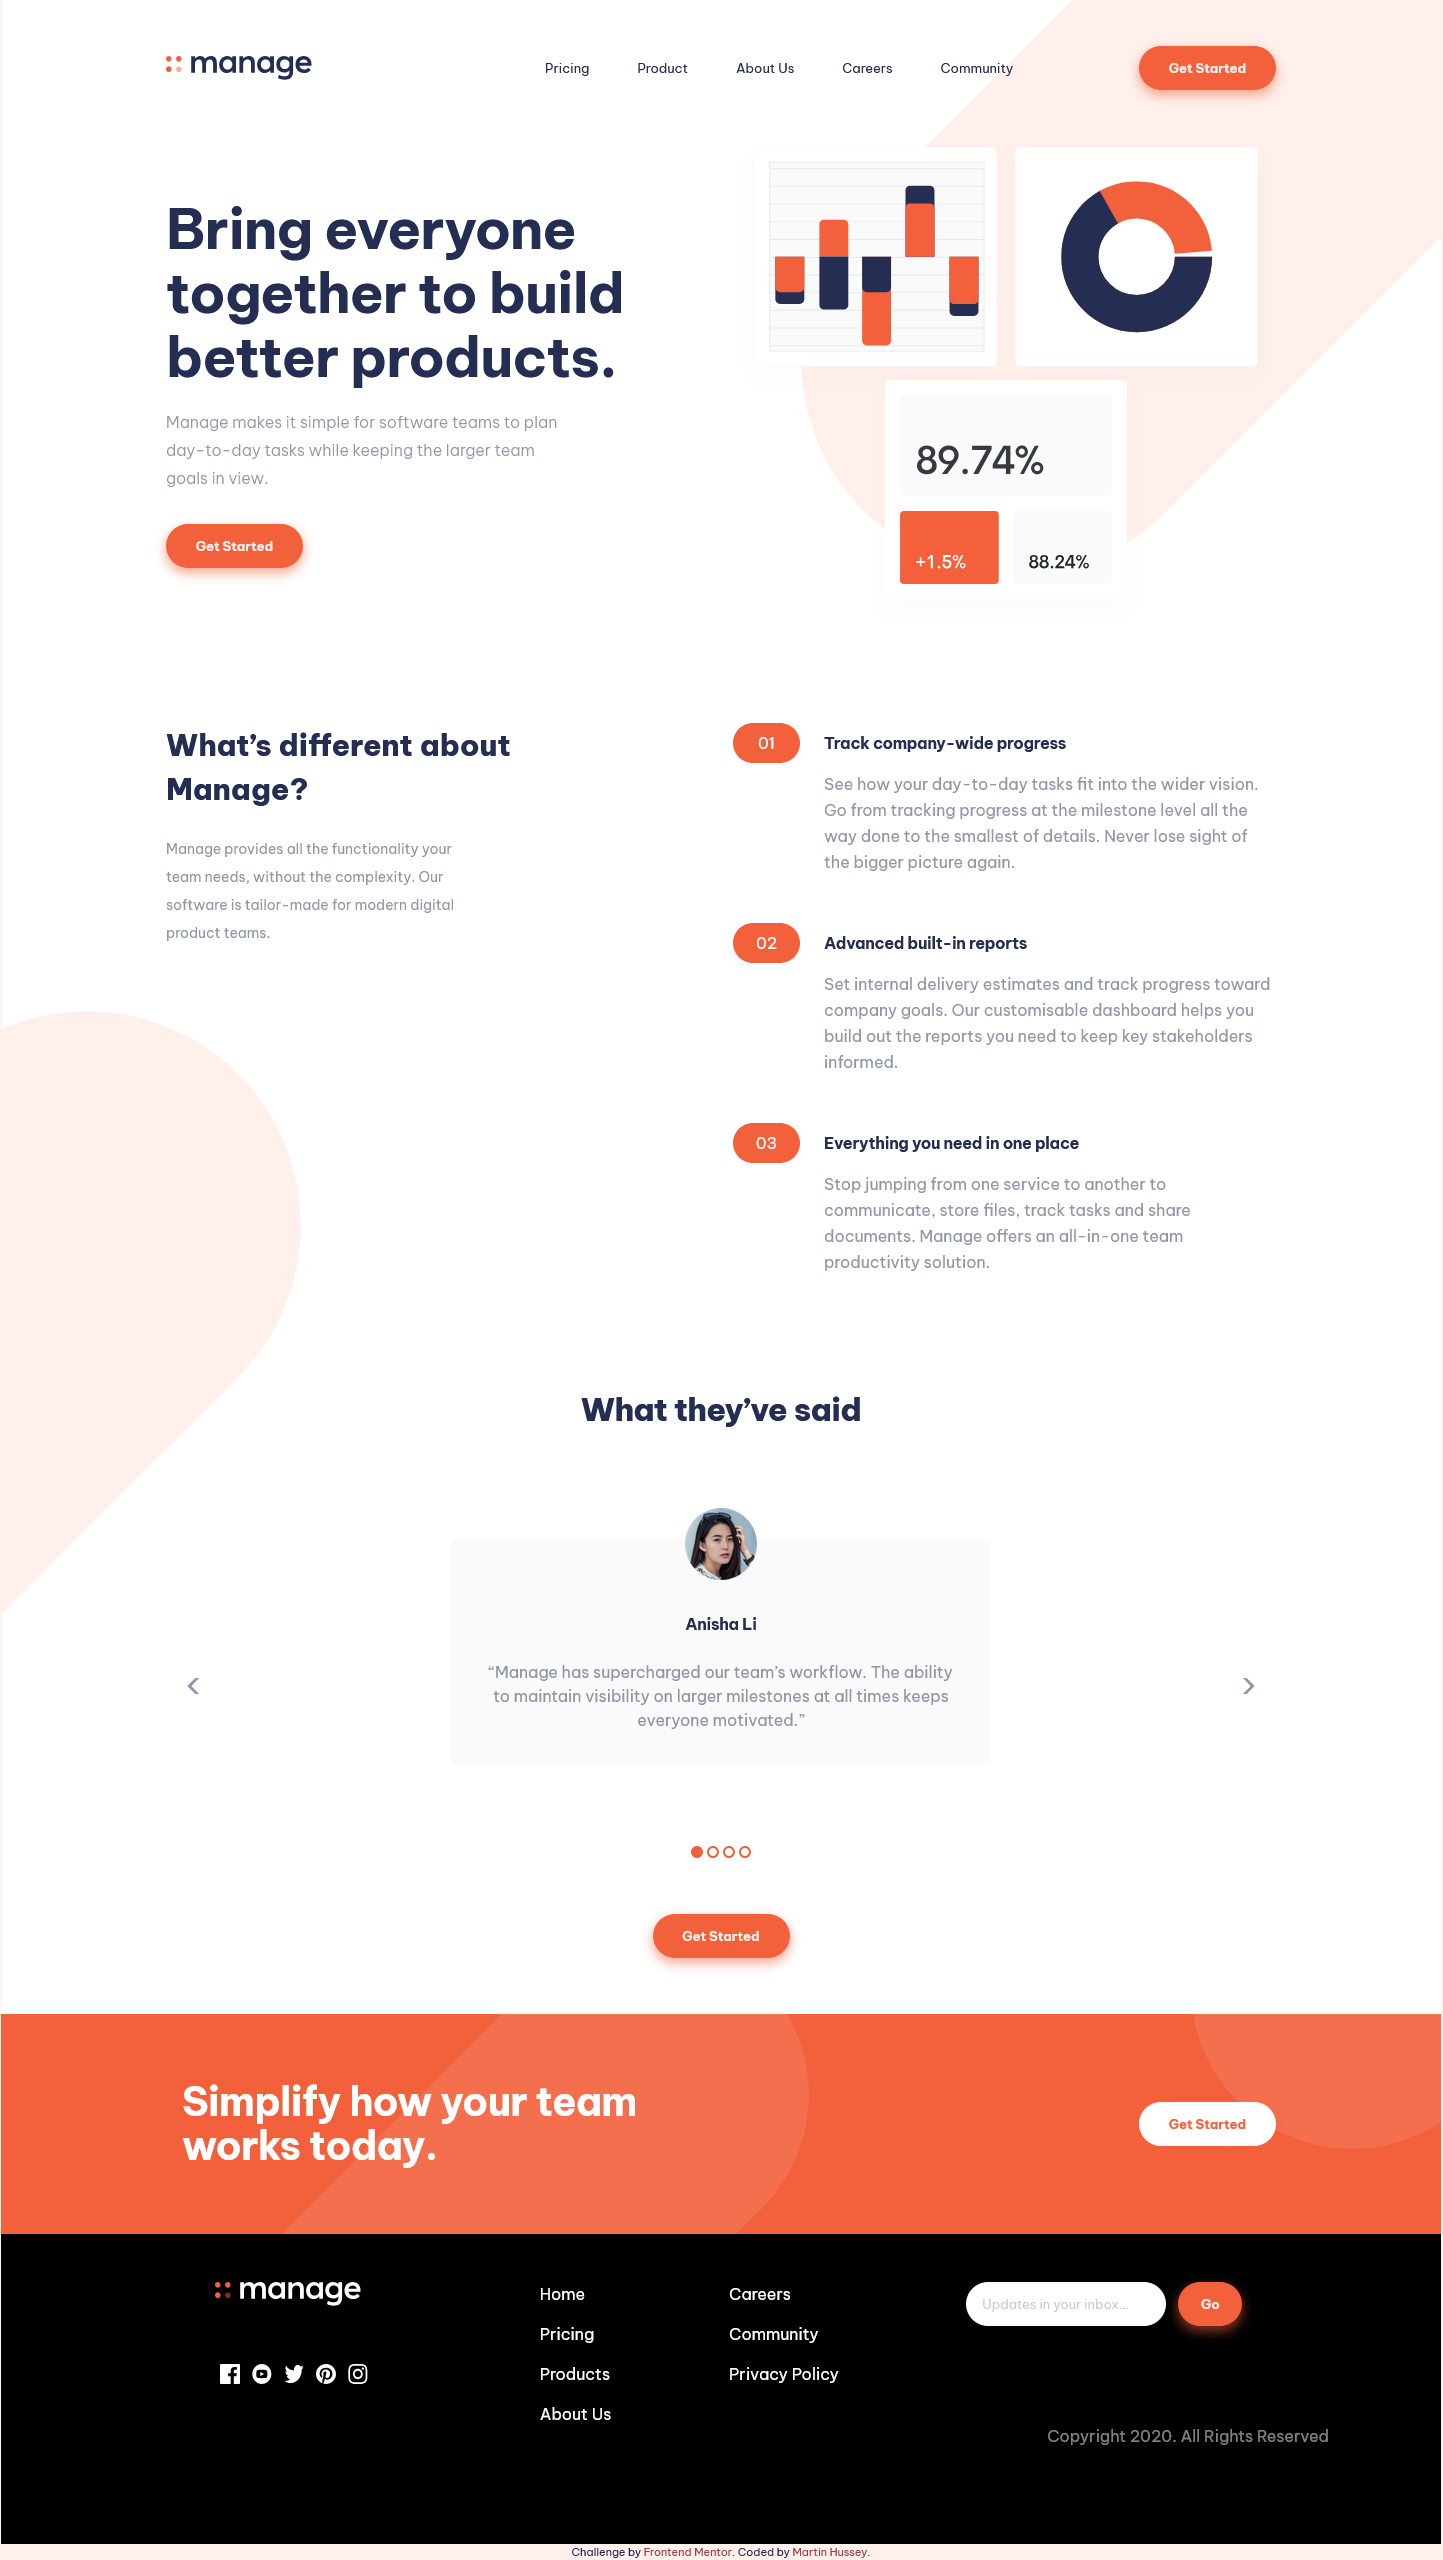 manage
Pricing
Product
About Us
Careers
Community
Get Started
Bring everyone
together to build
better products.
Manage makes it simple for software teams to plan
day-to-day tasks while keeping the larger team
goals in view.
Get Started
89.74%
+1.5%
88.24%
What’s different about
Manage?
Manage provides all the functionality your
team needs, without the complexity. Our
software is tailor-made for modern digital
product teams.
01
Track company-wide progress
See how your day-to-day tasks fit into the wider vision.
Go from tracking progress at the milestone level all the
way done to the smallest of details. Never lose sight of
the bigger picture again.
02
Advanced built-in reports
Set internal delivery estimates and track progress toward
company goals. Our customisable dashboard helps you
build out the reports you need to keep key stakeholders
informed.
03
Everything you need in one place
Stop jumping from one service to another to
communicate, store files, track tasks and share
documents. Manage offers an all-in-one team
productivity solution.
What they’ve said
Anisha Li
“Manage has supercharged our team’s workflow. The ability
to maintain visibility on larger milestones at all times keeps
everyone motivated.”
Get Started
Simplify how your team
works today.
Get Started
manage
Home
Pricing
Products
About Us
Careers
Community
Privacy Policy
Updates in your inbox...
Go
Copyright 2020. All Rights Reserved
Challenge by Frontend Mentor. Coded by Martin Hussey.